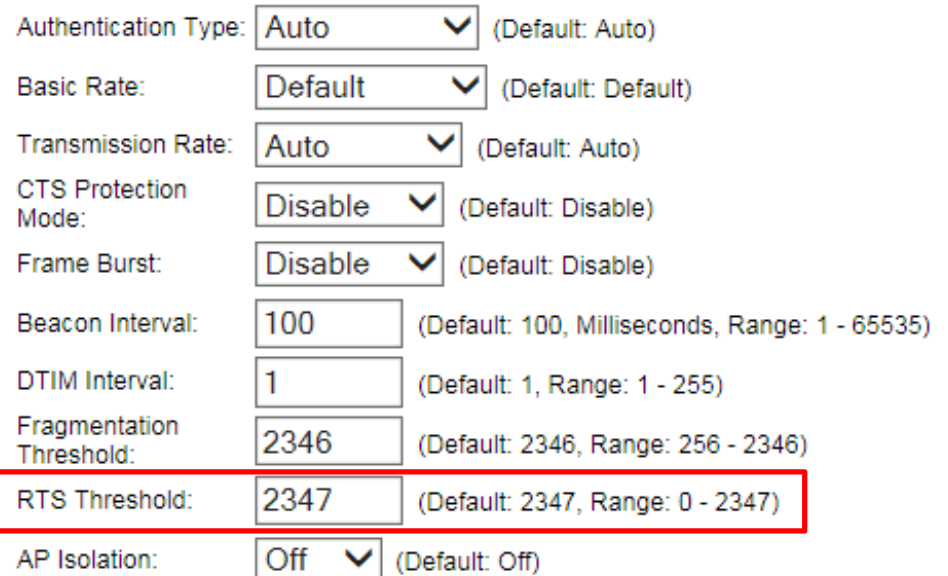 Authentication Type: Auto (Default: Auto)
Basic Rate: Default (Default: Default)
Transmission Rate: Auto (Default: Auto)
CTS Protection
Mode: Disable (Default: Disable)
Frame Burst: Disable (Default: Disable)
Beacon Interval: 100 (Default: 100, Milliseconds, Range: 1 - 65535)
DTIM Interval: 1 (Default: 1, Range: 1 - 255)
Fragmentation
Threshold: 2346 (Default: 2346, Range: 256 - 2346)
RTS Threshold: 2347 (Default: 2347, Range: 0 - 2347)
AP Isolation: Off (Default: Off)